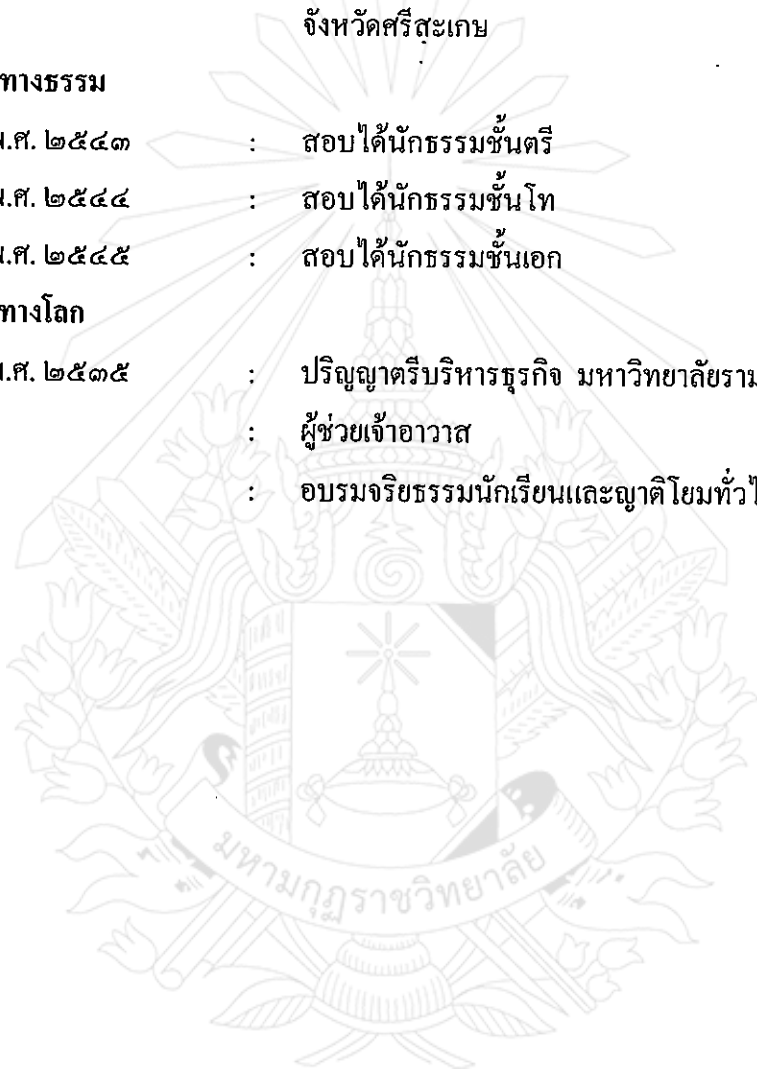 จังหวัดศรีสะเกษ
ทางธรรม
พ.ศ. ๒๕๔๓ : สอบได้นักธรรมชั้นตรี
พ.ศ. ๒๕๔๔ : สอบได้นักธรรมชั้นโท
พ.ศ. ๒๕๔๕ : สอบได้นักธรรมชั้นเอก
ทางโลก
พ.ศ. ๒๕๓๕ : ปริญญาตรีบริหารธุรกิจ มหาวิทยาลัยราม
: ผู้ช่วยเจ้าอาวาส
: อบรมจริยธรรมนักเรียนและญาติโยมทั่วไ
มหามกุฏราชวิทยาลัย